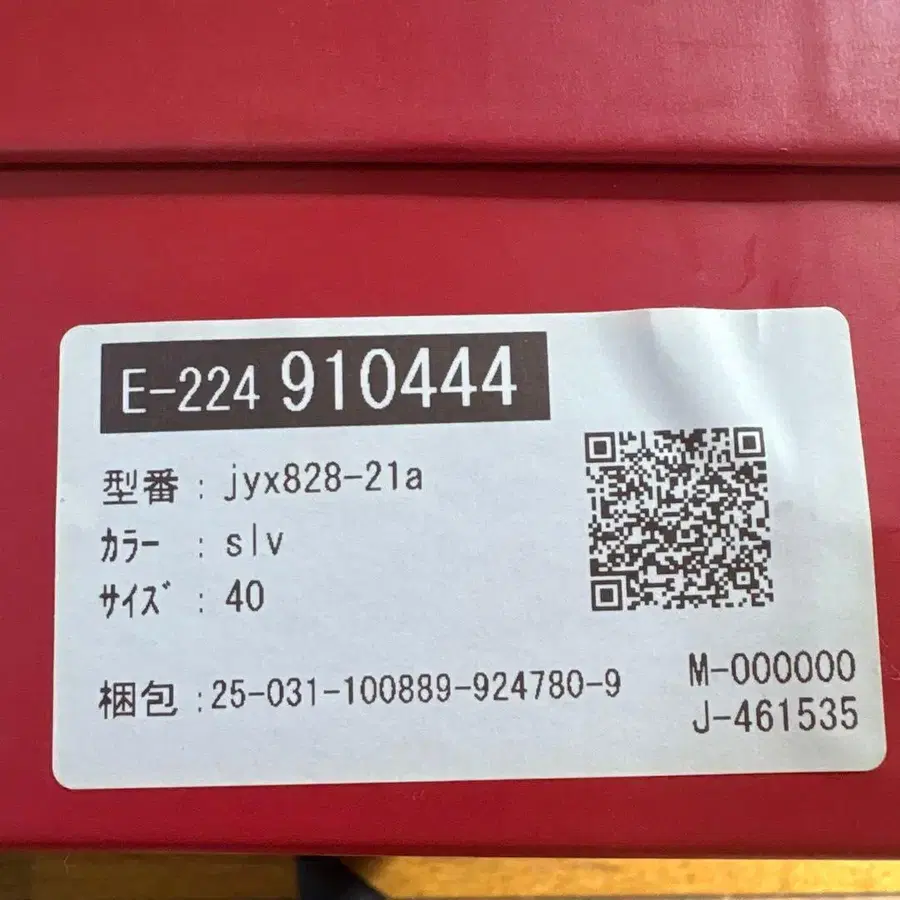 E-224 910444
型番 : jyx828-21a
ｶﾗｰ : slv
ｻｲｽﾞ : 40
梱包 :25-031-100889-924780-9
M-000000
J-461535